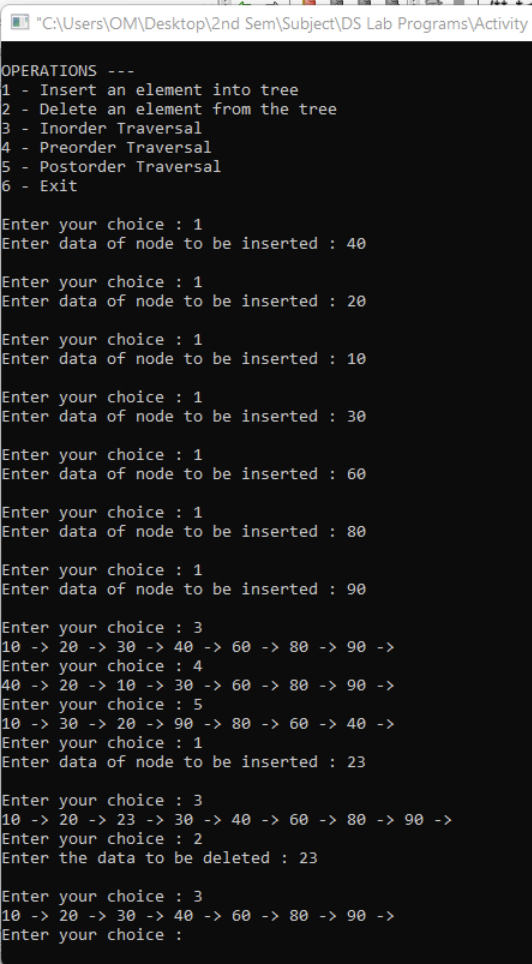 "C:\Users\OM\Desktop\2nd Sem\Subject\DS Lab Programs\Activity
OPERATIONS ---
1 - Insert an element into tree
2 - Delete an element from the tree
3 - Inorder Traversal
4 - Preorder Traversal
5 - Postorder Traversal
6 - Exit
Enter your choice : 1
Enter data of node to be inserted : 40
Enter your choice : 1
Enter data of node to be inserted : 20
Enter your choice : 1
Enter data of node to be inserted : 10
Enter your choice : 1
Enter data of node to be inserted : 30
Enter your choice : 1
Enter data of node to be inserted : 60
Enter your choice : 1
Enter data of node to be inserted : 80
Enter your choice : 1
Enter data of node to be inserted : 90
Enter your choice : 3
10 -> 20 -> 30 -> 40 -> 60 -> 80 -> 90 ->
Enter your choice : 4
40 -> 20 -> 10 -> 30 -> 60 -> 80 -> 90 ->
Enter your choice : 5
10 -> 30 -> 20 -> 90 -> 80 -> 60 -> 40 ->
Enter your choice : 1
Enter data of node to be inserted : 23
Enter your choice : 3
10 -> 20 -> 23 -> 30 -> 40 -> 60 -> 80 -> 90 ->
Enter your choice : 2
Enter the data to be deleted : 23
Enter your choice : 3
10 -> 20 -> 30 -> 40 -> 60 -> 80 -> 90 ->
Enter your choice :